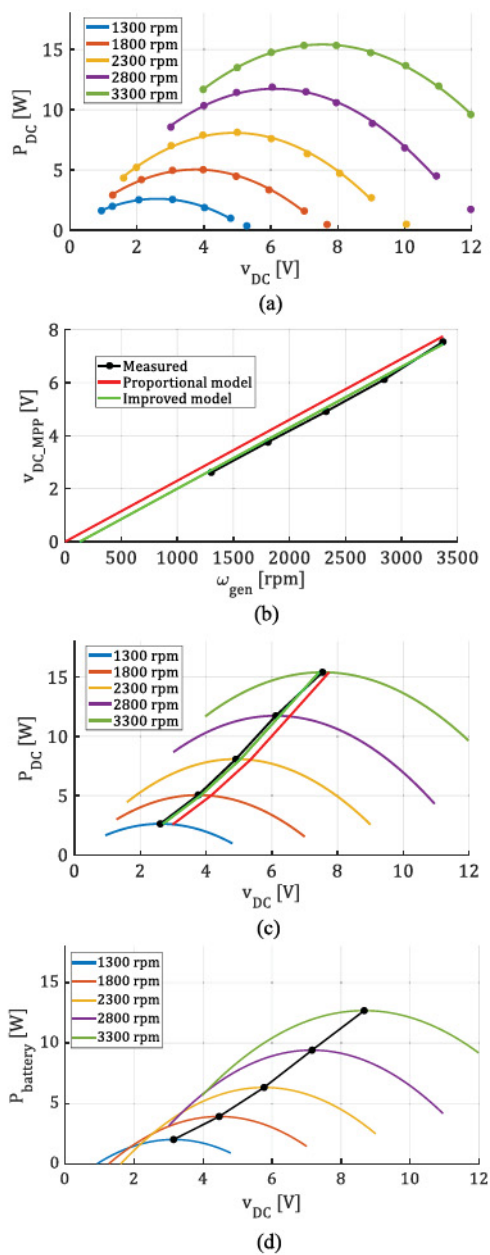 15
10
5
0
P_DC [W]
1300 rpm
1800 rpm
2300 rpm
2800 rpm
3300 rpm
0 2 4 6 8 10 12
v_DC [V]
(a)
8
6
4
2
0
v_DC_MPP [V]
Measured
Proportional model
Improved model
0 500 1000 1500 2000 2500 3000 3500
ω_gen [rpm]
(b)
15
10
5
0
P_DC [W]
1300 rpm
1800 rpm
2300 rpm
2800 rpm
3300 rpm
0 2 4 6 8 10 12
v_DC [V]
(c)
15
10
5
0
P_battery [W]
1300 rpm
1800 rpm
2300 rpm
2800 rpm
3300 rpm
0 2 4 6 8 10 12
v_DC [V]
(d)